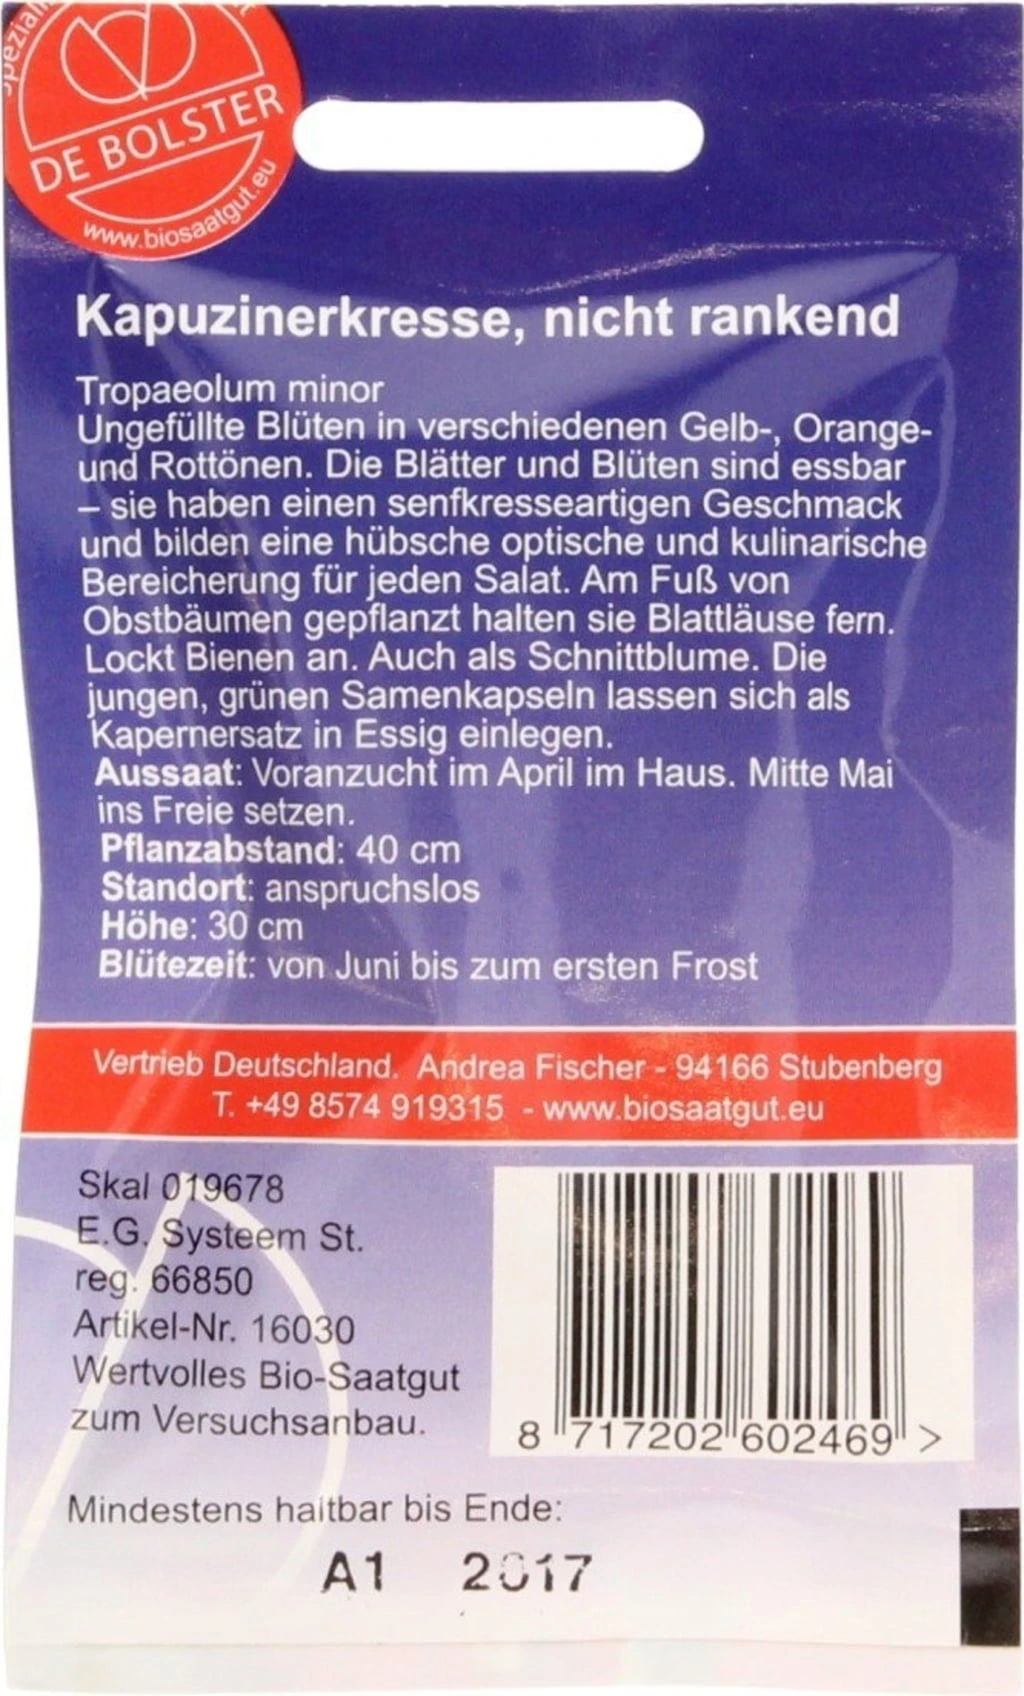 DE BOLSTER
www.biosaatgut.eu
Kapuzinerkresse, nicht rankend
Tropaeolum minor
Ungefüllte Blüten in verschiedenen Gelb-, Orange-
und Rottönen. Die Blätter und Blüten sind essbar
– sie haben einen senfkresseartigen Geschmack
und bilden eine hübsche optische und kulinarische
Bereicherung für jeden Salat. Am Fuß von
Obstbäumen gepflanzt halten sie Blattläuse fern.
Lockt Bienen an. Auch als Schnittblume. Die
jungen, grünen Samenkapseln lassen sich als
Kapernersatz in Essig einlegen.
Aussaat: Voranzucht im April im Haus. Mitte Mai
ins Freie setzen.
Pflanzabstand: 40 cm
Standort: anspruchslos
Höhe: 30 cm
Blütezeit: von Juni bis zum ersten Frost
Vertrieb Deutschland. Andrea Fischer - 94166 Stubenberg
T. +49 8574 919315 - www.biosaatgut.eu
Skal 019678
E.G. Systeem St.
reg. 66850
Artikel-Nr. 16030
Wertvolles Bio-Saatgut
zum Versuchsanbau.
8 717202 602469 >
Mindestens haltbar bis Ende:
A1 2017